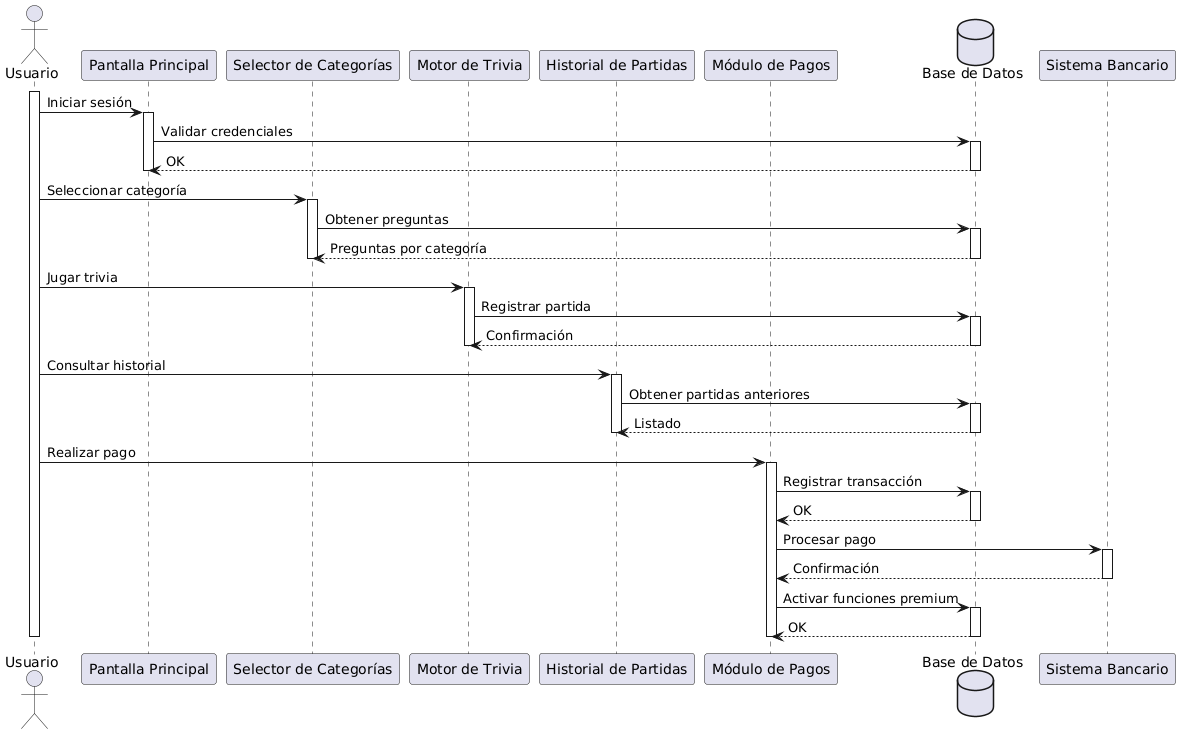 Usuario
Pantalla Principal
Selector de Categorías
Motor de Trivia
Historial de Partidas
Módulo de Pagos
Base de Datos
Sistema Bancario
Iniciar sesión
Validar credenciales
OK
Seleccionar categoría
Obtener preguntas
Preguntas por categoría
Jugar trivia
Registrar partida
Confirmación
Consultar historial
Obtener partidas anteriores
Listado
Realizar pago
Registrar transacción
OK
Procesar pago
Confirmación
Activar funciones premium
OK
Usuario
Pantalla Principal
Selector de Categorías
Motor de Trivia
Historial de Partidas
Módulo de Pagos
Base de Datos
Sistema Bancario